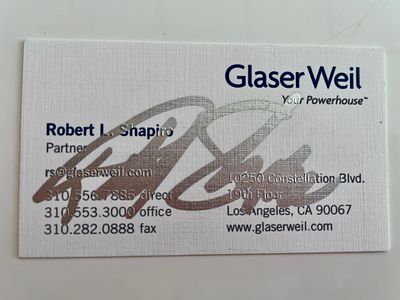 Glaser Weil
Your Powerhouse™
Robert L. Shapiro
Partner
rs@glaserweil.com
310.556.7886 direct
310.553.3000 office
310.282.0888 fax
10250 Constellation Blvd.
19th Floor
Los Angeles, CA 90067
www.glaserweil.com